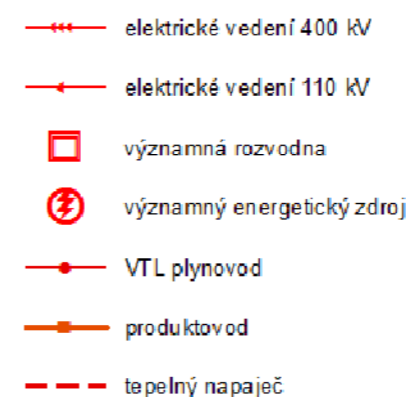 elektrické vedení 400 kV
elektrické vedení 110 kV
významná rozvodna
významný energetický zdroj
VTL plynovod
produktovod
tepelný napaječ